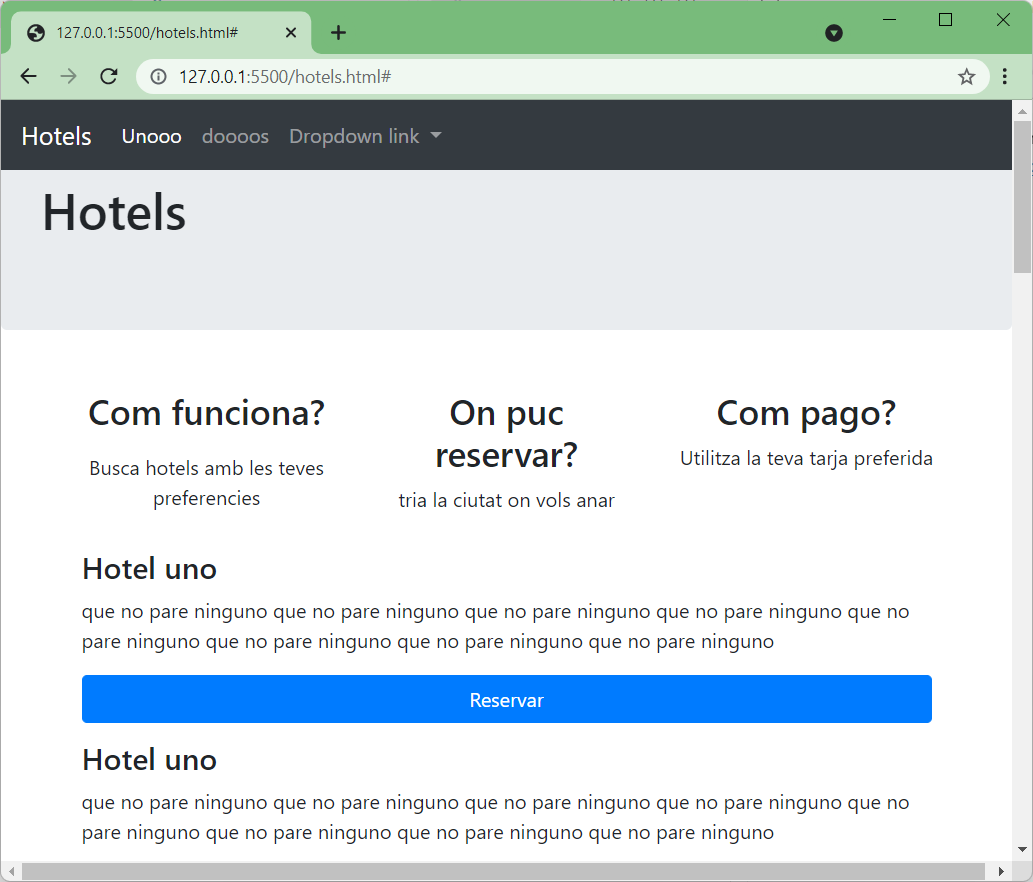 127.0.0.1:5500/hotels.html#
127.0.0.1:5500/hotels.html#
Hotels Unooo doooos Dropdown link
Hotels
Com funciona?
Busca hotels amb les teves
preferencies
On puc
reservar?
tria la ciutat on vols anar
Com pago?
Utilitza la teva tarja preferida
Hotel uno
que no pare ninguno que no pare ninguno que no pare ninguno que no pare ninguno que no
pare ninguno que no pare ninguno que no pare ninguno que no pare ninguno
Reservar
Hotel uno
que no pare ninguno que no pare ninguno que no pare ninguno que no pare ninguno que no
pare ninguno que no pare ninguno que no pare ninguno que no pare ninguno